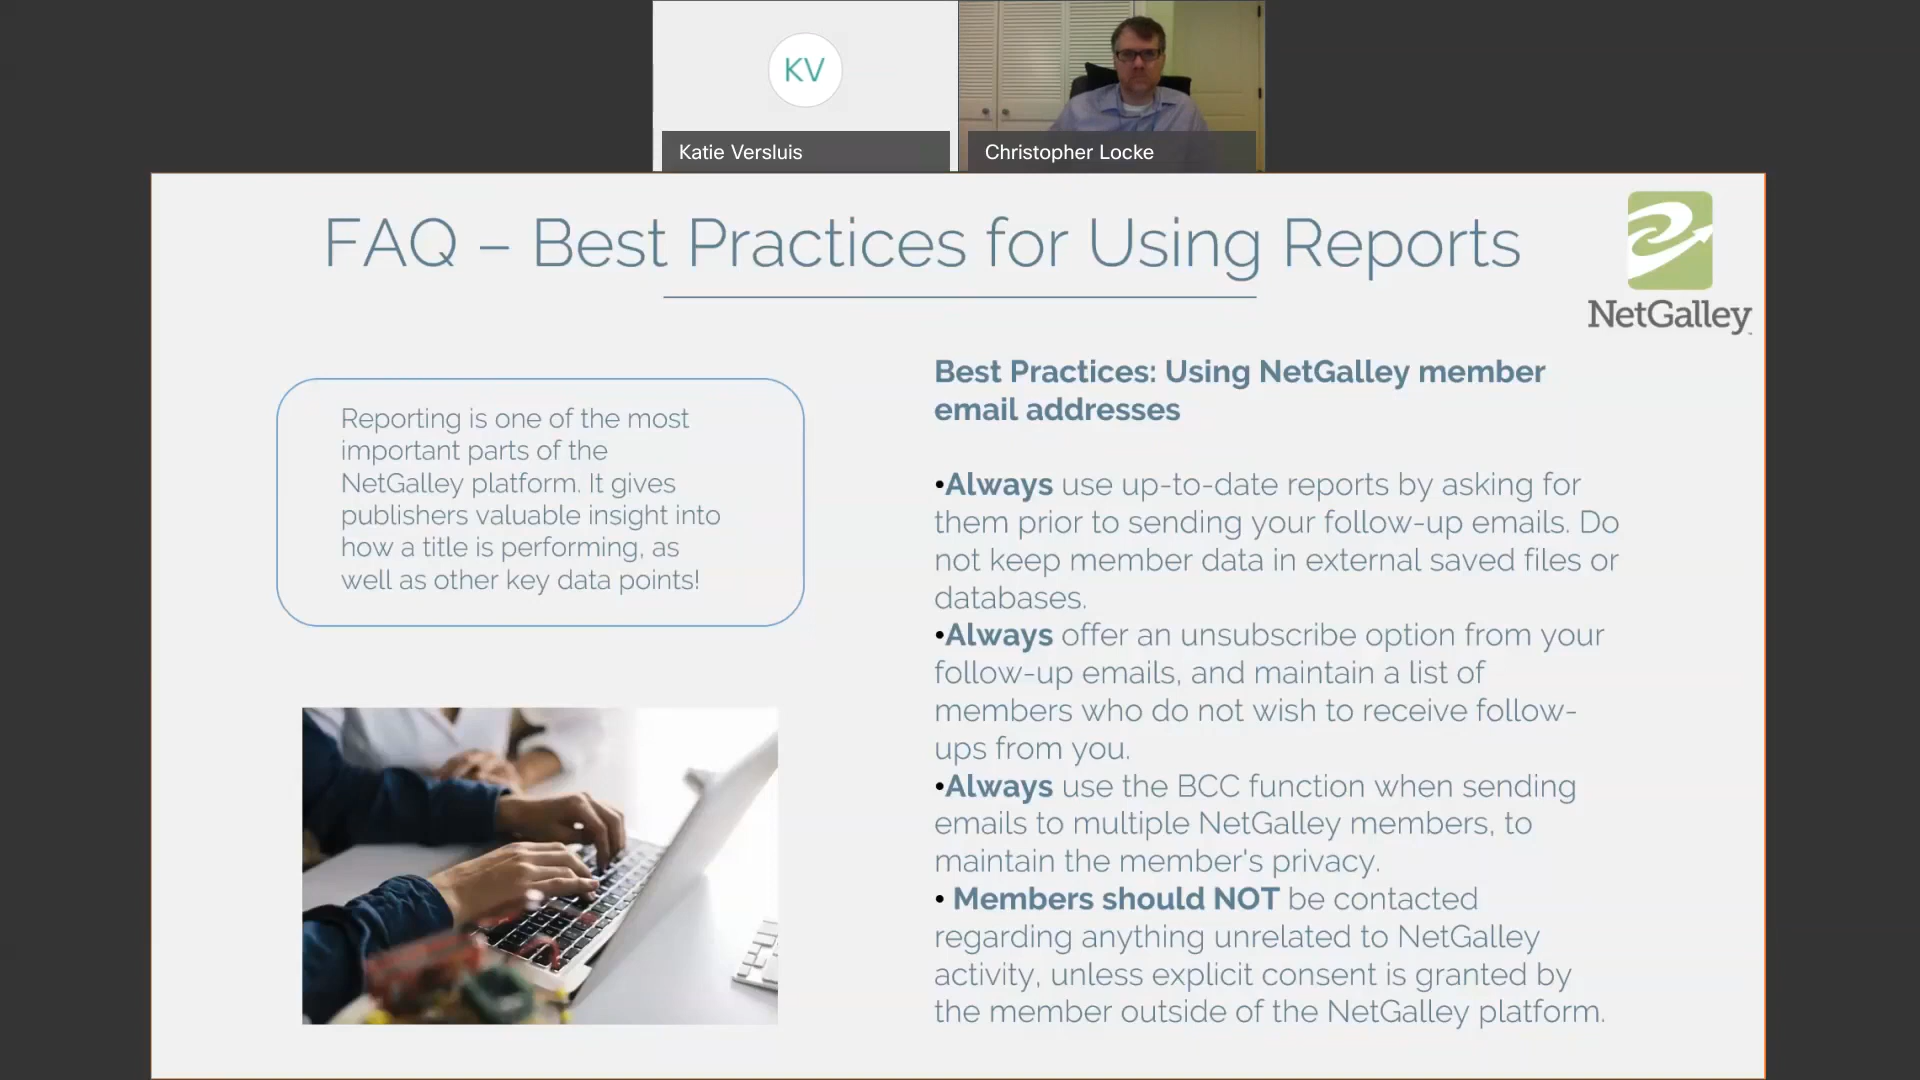 KV
Katie Versluis
Christopher Locke
FAQ – Best Practices for Using Reports
NetGalley
Reporting is one of the most
important parts of the
NetGalley platform. It gives
publishers valuable insight into
how a title is performing, as
well as other key data points!
Best Practices: Using NetGalley member
email addresses
•Always use up-to-date reports by asking for
them prior to sending your follow-up emails. Do
not keep member data in external saved files or
databases.
•Always offer an unsubscribe option from your
follow-up emails, and maintain a list of
members who do not wish to receive follow-
ups from you.
•Always use the BCC function when sending
emails to multiple NetGalley members, to
maintain the member's privacy.
• Members should NOT be contacted
regarding anything unrelated to NetGalley
activity, unless explicit consent is granted by
the member outside of the NetGalley platform.